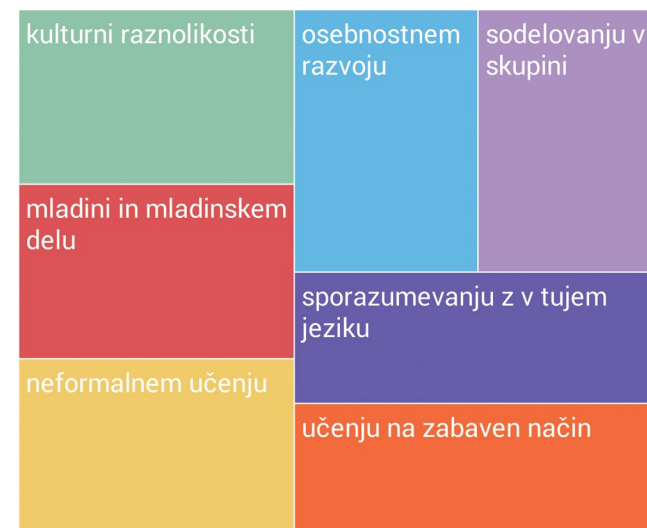 kulturni raznolikosti
mladini in mladinskem
delu
neformalnem učenju
osebnostnem
razvoju
sodelovanju v
skupini
sporazumevanju z v tujem
jeziku
učenju na zabaven način